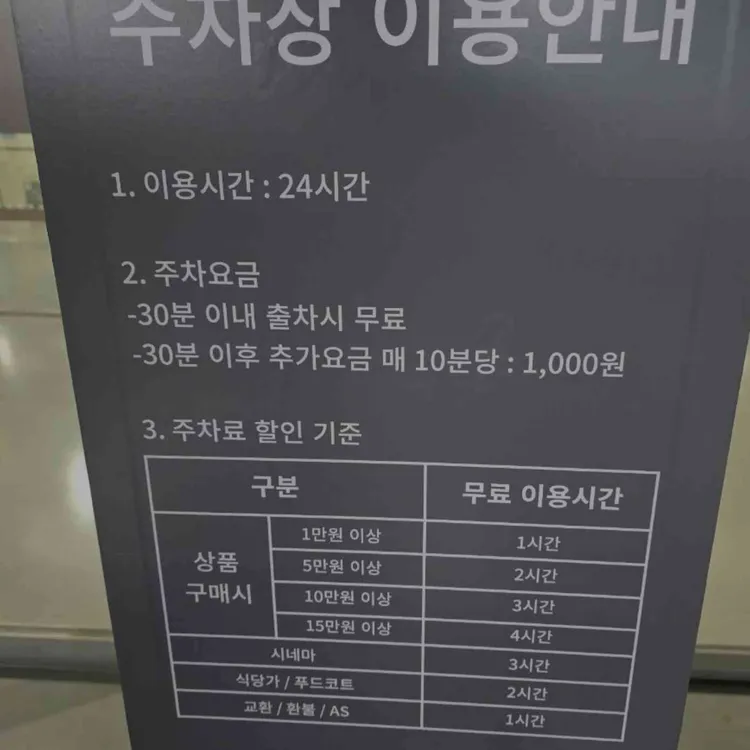 주차장 이용안내
1. 이용시간 : 24시간
2. 주차요금
-30분 이내 출차시 무료
-30분 이후 추가요금 매 10분당 : 1,000원
3. 주차료 할인 기준
구분 무료 이용시간
상품 구매시
1만원 이상 1시간
5만원 이상 2시간
10만원 이상 3시간
15만원 이상 4시간
시네마 3시간
식당가 / 푸드코트 2시간
교환 / 환불 / AS 1시간